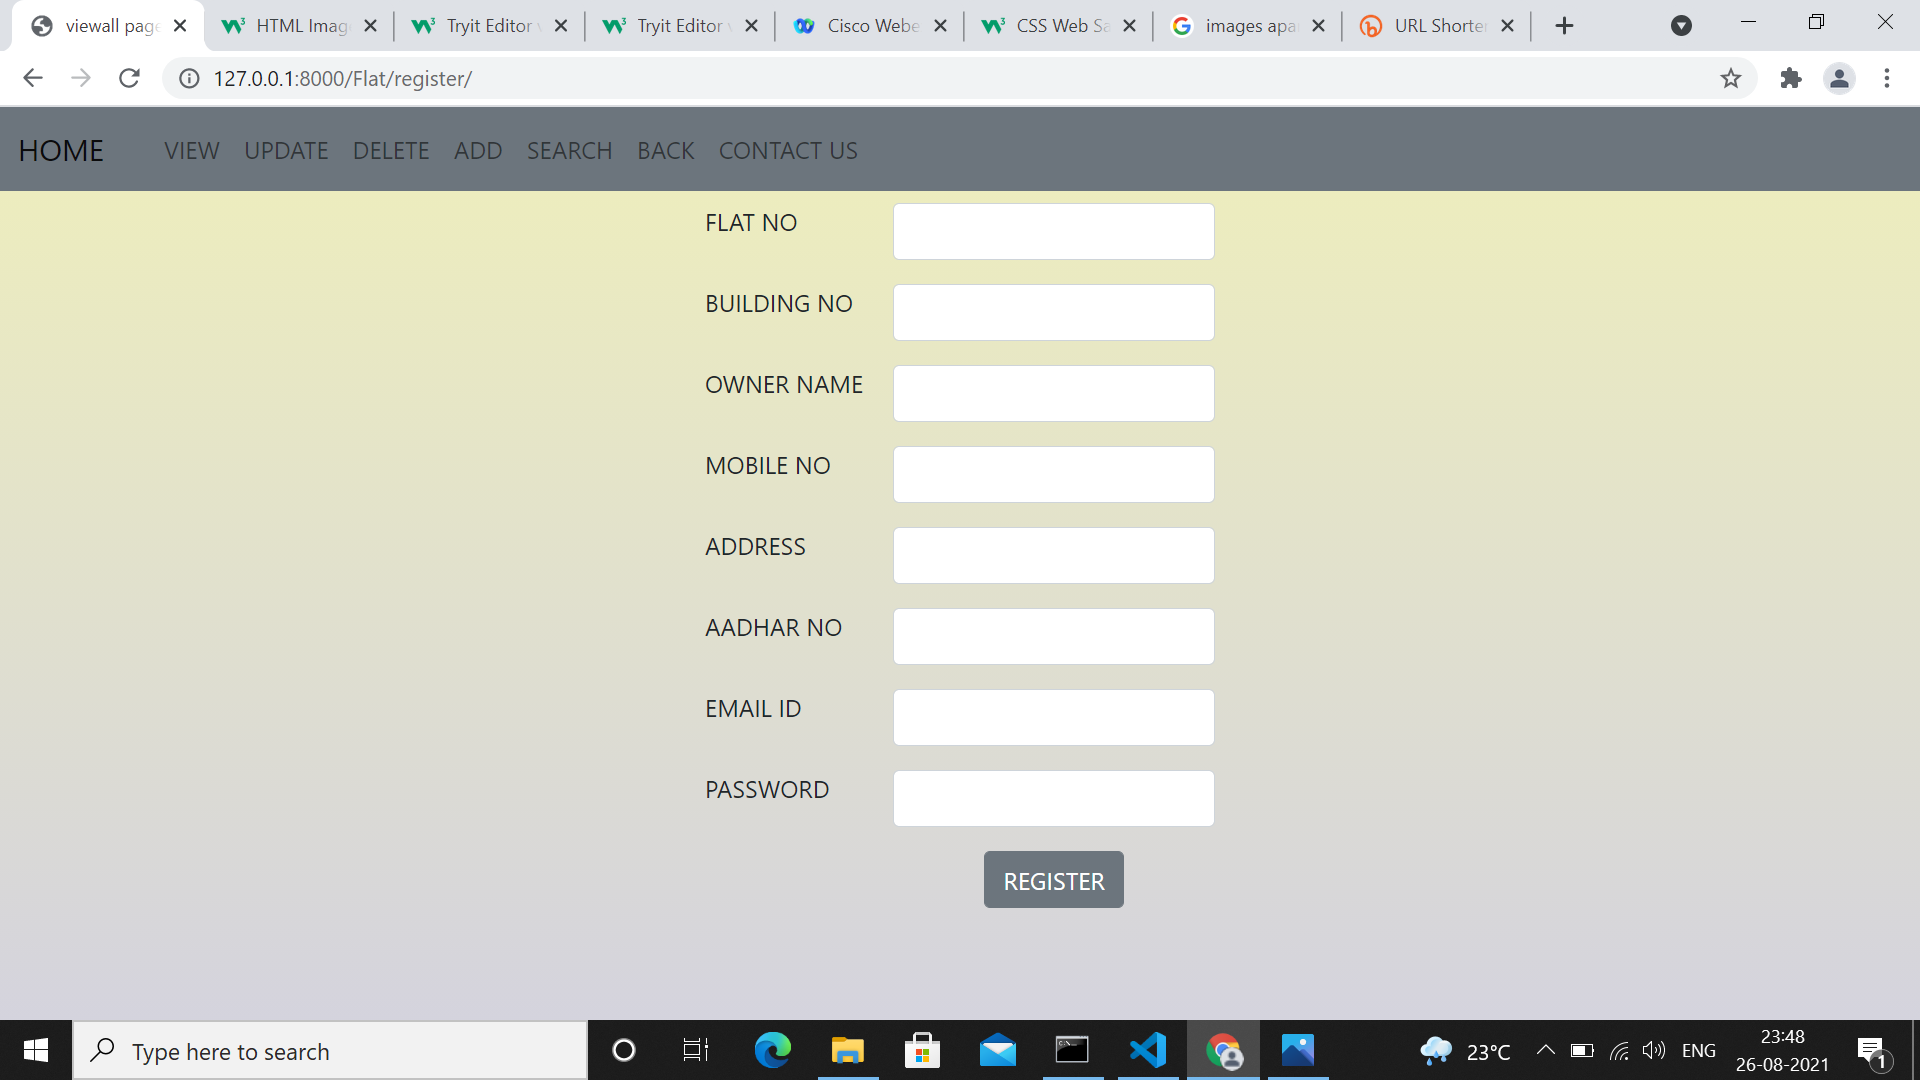 viewall page
HTML Imag
Tryit Editor
Tryit Editor
Cisco Webe
CSS Web Sa
images apa
URL Shorte
127.0.0.1:8000/Flat/register/
HOME VIEW UPDATE DELETE ADD SEARCH BACK CONTACT US
FLAT NO
BUILDING NO
OWNER NAME
MOBILE NO
ADDRESS
AADHAR NO
EMAIL ID
PASSWORD
REGISTER
Type here to search
23°C
ENG
23:48
26-08-2021
1